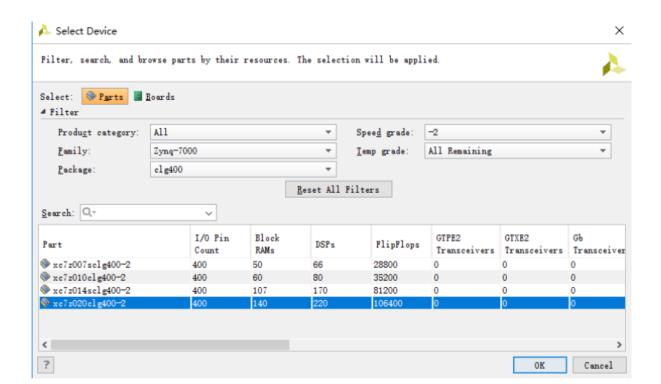 Select Device
Filter, search, and browse parts by their resources. The selection will be applied.
Select: Parts Boards
Filter
Product category: All Speed grade: -2
Family: Zynq-7000 Temp grade: All Remaining
Package: clg400
Reset All Filters
Search: Q-
Part I/O Pin Count Block RAMs DSPs FlipFlops GTPE2 Transceivers GTXE2 Transceivers Gb Transceiver
xc7z007sclg400-2 400 50 66 28800 0 0 0
xc7z010clg400-2 400 60 80 35200 0 0 0
xc7z014sclg400-2 400 107 170 81200 0 0 0
xc7z020clg400-2 400 140 220 106400 0 0 0
? OK Cancel